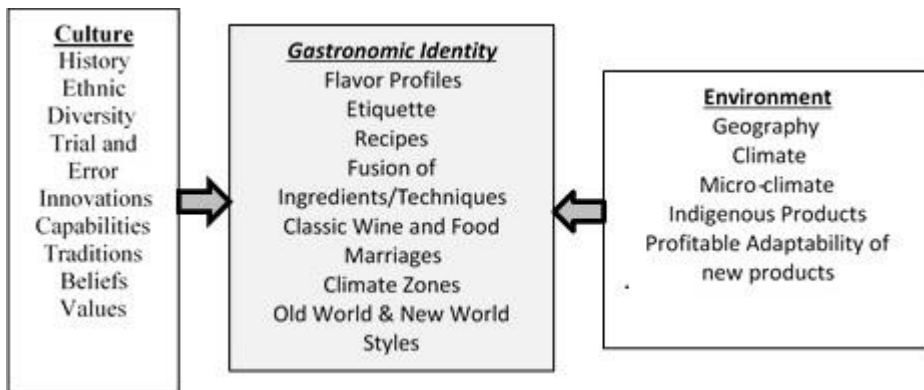 Culture
History
Ethnic
Diversity
Trial and
Error
Innovations
Capabilities
Traditions
Beliefs
Values
Gastronomic Identity
Flavor Profiles
Etiquette
Recipes
Fusion of
Ingredients/Techniques
Classic Wine and Food
Marriages
Climate Zones
Old World & New World
Styles
Environment
Geography
Climate
Micro-climate
Indigenous Products
Profitable Adaptability of
new products
.